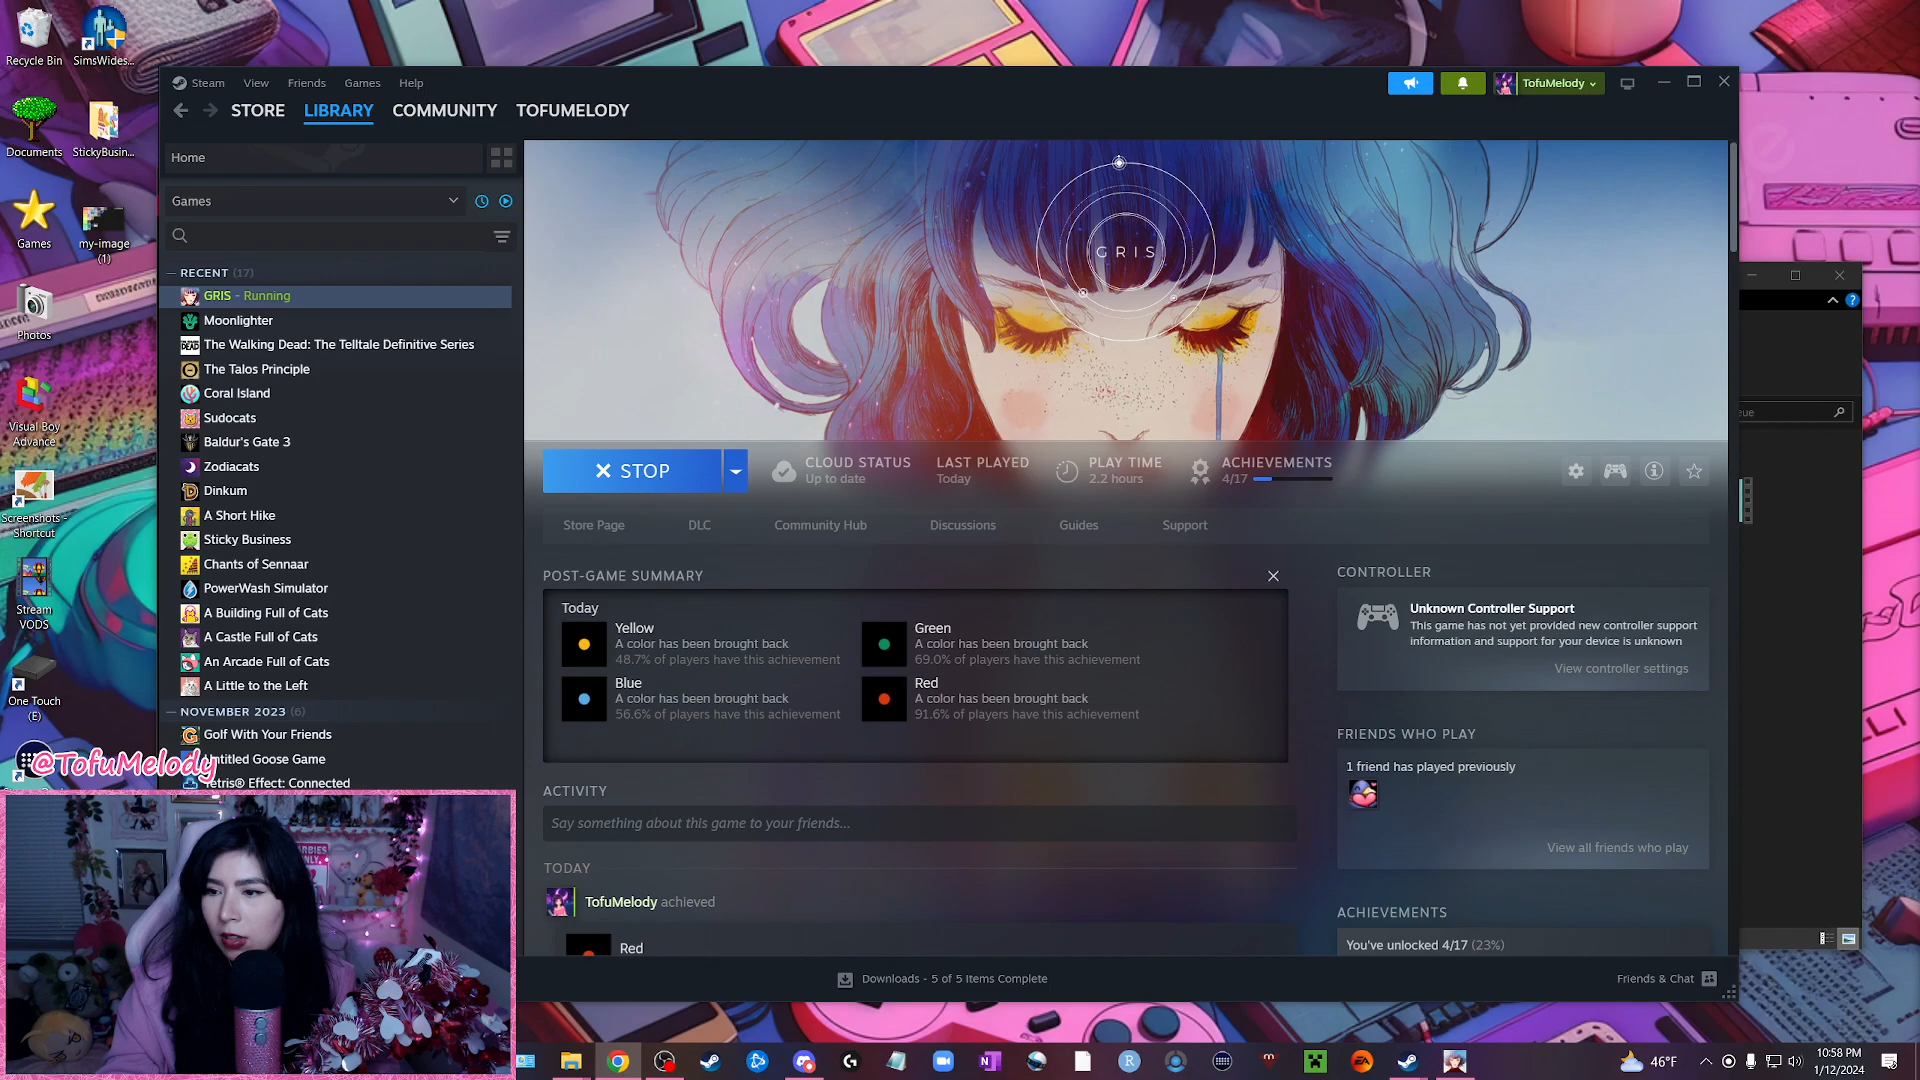 Recycle Bin
SimsWides...
Documents
StickyBusin...
Games
my-image
(1)
Photos
Visual Boy
Advance
Screenshots -
Shortcut
Stream
VODS
One Touch
(E)
Steam
View
Friends
Games
Help
TofuMelody
STORE
LIBRARY
COMMUNITY
TOFUMELODY
Home
Games
RECENT (17)
GRIS - Running
Moonlighter
DEAD
The Walking Dead: The Telltale Definitive Series
The Talos Principle
Coral Island
Sudocats
Baldur's Gate 3
Zodiacats
Dinkum
A Short Hike
Sticky Business
Chants of Sennaar
PowerWash Simulator
A Building Full of Cats
A Castle Full of Cats
An Arcade Full of Cats
A Little to the Left
NOVEMBER 2023 (6)
Golf With Your Friends
Untitled Goose Game
Tetris® Effect: Connected
@TofuMelody
GRIS
STOP
CLOUD STATUS
Up to date
LAST PLAYED
Today
PLAY TIME
2.2 hours
ACHIEVEMENTS
4/17
Store Page
DLC
Community Hub
Discussions
Guides
Support
POST-GAME SUMMARY
Today
Yellow
A color has been brought back
48.7% of players have this achievement
Green
A color has been brought back
69.0% of players have this achievement
Blue
A color has been brought back
56.6% of players have this achievement
Red
A color has been brought back
91.6% of players have this achievement
ACTIVITY
Say something about this game to your friends...
TODAY
TofuMelody achieved
Red
CONTROLLER
Unknown Controller Support
This game has not yet provided new controller support
information and support for your device is unknown
View controller settings
FRIENDS WHO PLAY
1 friend has played previously
View all friends who play
ACHIEVEMENTS
You've unlocked 4/17 (23%)
Downloads - 5 of 5 Items Complete
Friends & Chat
BARBIES
ONLY
46°F
10:58 PM
1/12/2024